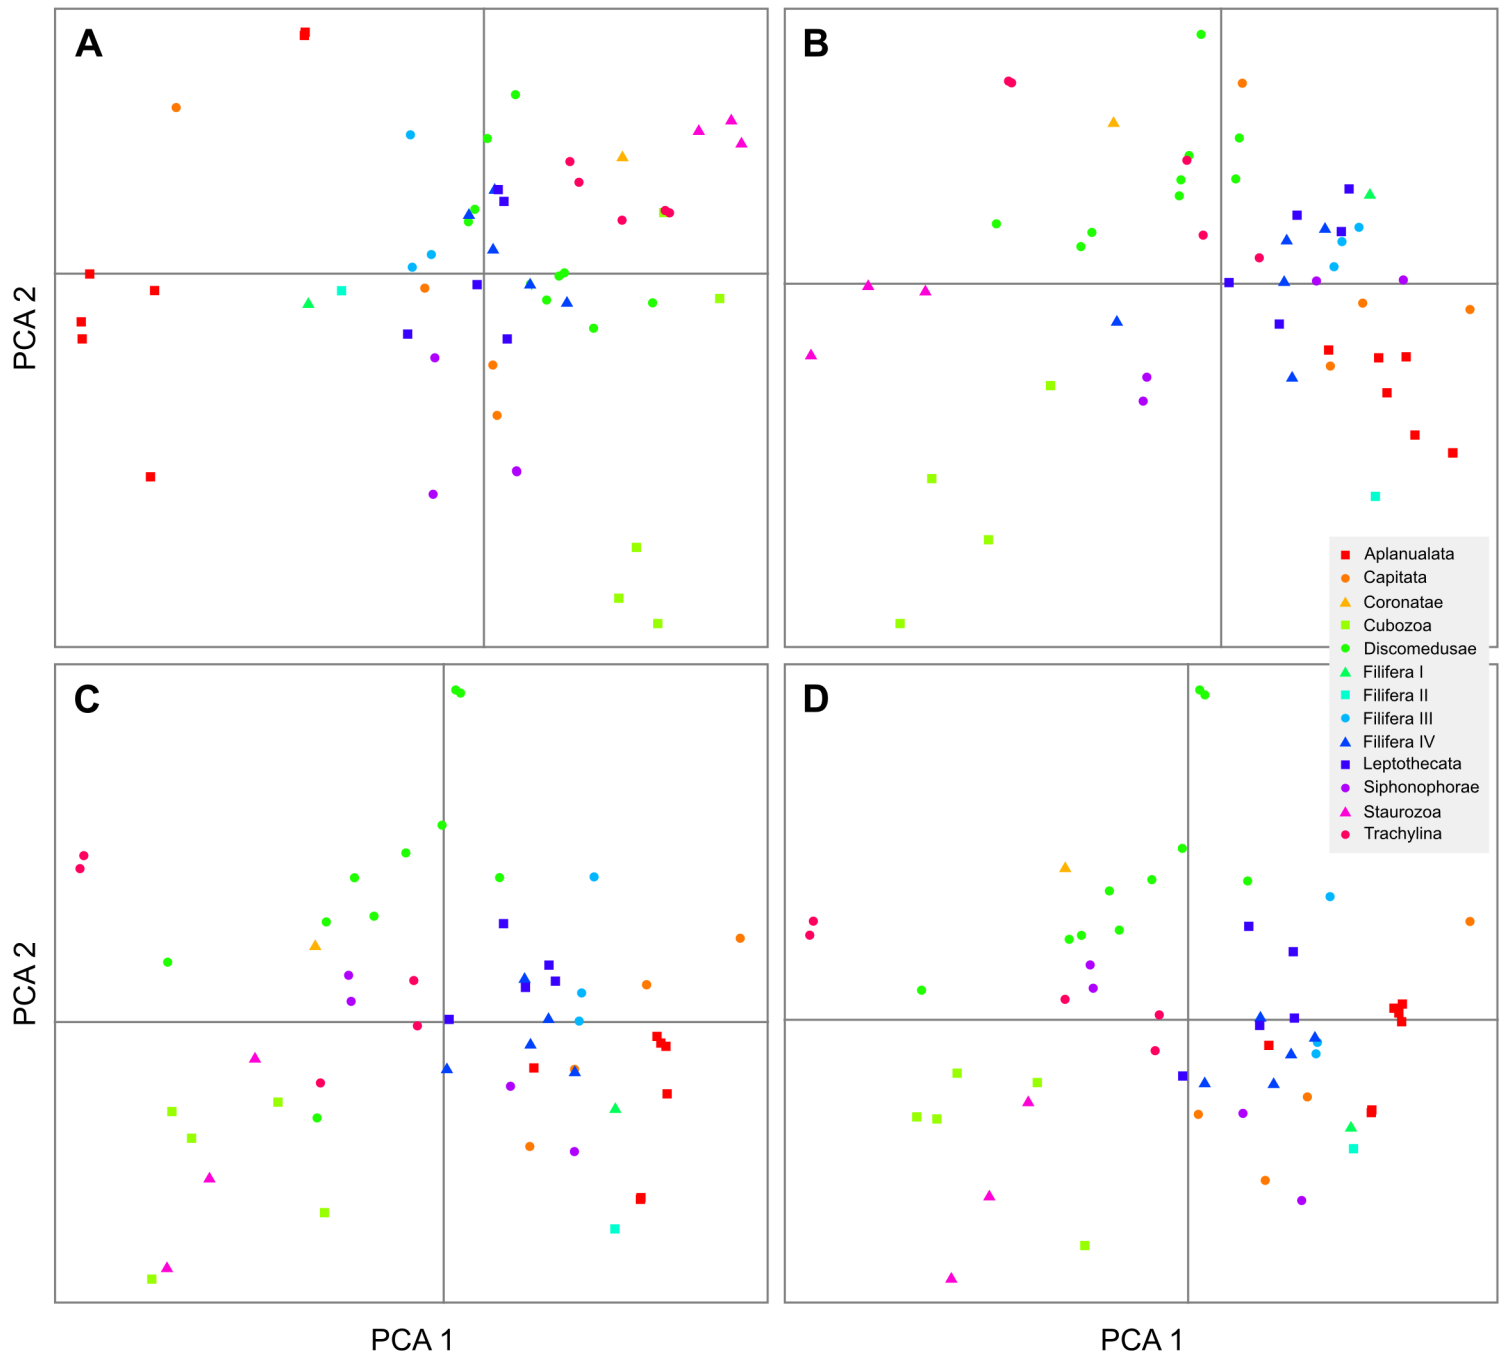 A
B
PCA 2
Aplanualata
Capitata
Coronatae
Cubozoa
Discomedusae
Filifera I
Filifera II
Filifera III
Filifera IV
Leptothecata
Siphonophorae
Staurozoa
Trachylina
C
D
PCA 2
PCA 1
PCA 1